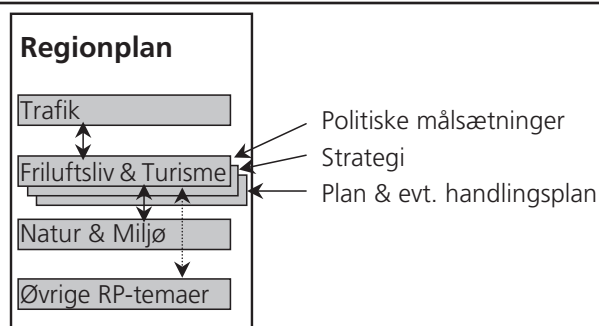 Regionplan
Trafik
Friluftsliv & Turisme
Natur & Miljø
Øvrige RP-temaer
Politiske målsætninger
Strategi
Plan & evt. handlingsplan